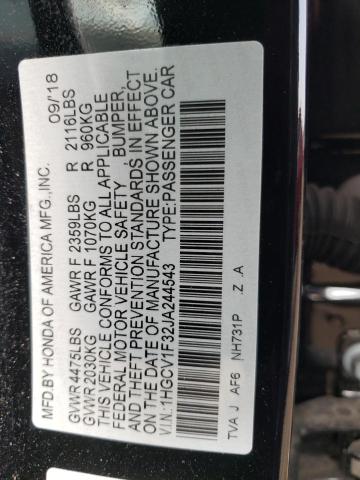 MFD.BY HONDA OF AMERICA MFG.,INC. 09/18
GVWR 4475LBS GAWR F 2359LBS R 2116LBS
GVWR 2030KG GAWR F 1070KG R 960KG
THIS VEHICLE CONFORMS TO ALL APPLICABLE
FEDERAL MOTOR VEHICLE SAFETY, BUMPER,
AND THEFT PREVENTION STANDARDS IN EFFECT
ON THE DATE OF MANUFACTURE SHOWN ABOVE.
V.I.N.:1HGCV1F32JA244543 TYPE:PASSENGER CAR
TVA J AF6 NH731P .Z .A